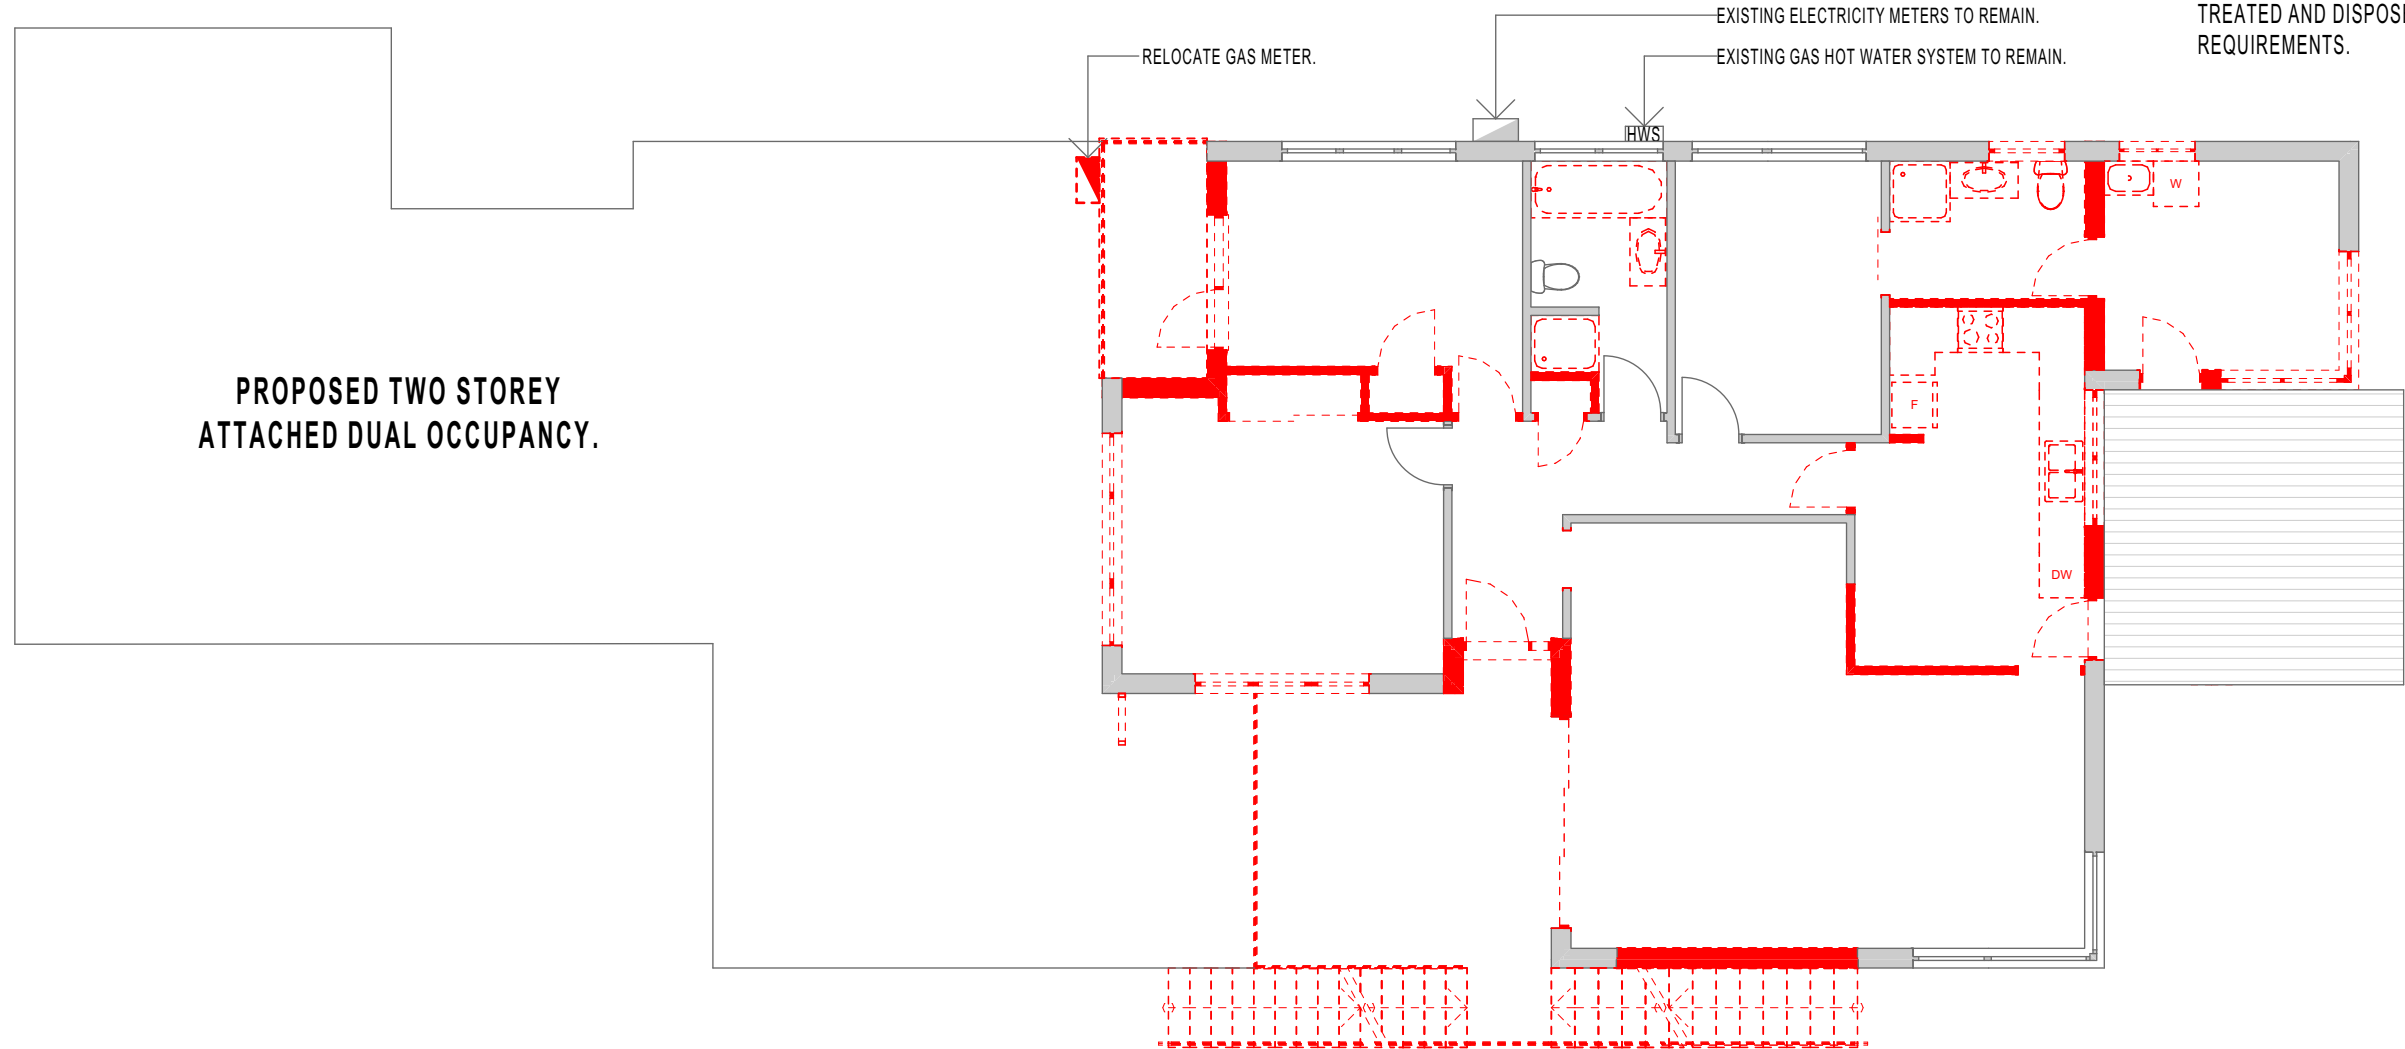 EXISTING ELECTRICITY METERS TO REMAIN.
TREATED AND
REQUIREMENTS.
RELOCATE GAS METER.
EXISTING GAS HOT WATER SYSTEM TO REMAIN.
HWS
W
PROPOSED TWO STOREY
ATTACHED DUAL OCCUPANCY.
F
DW